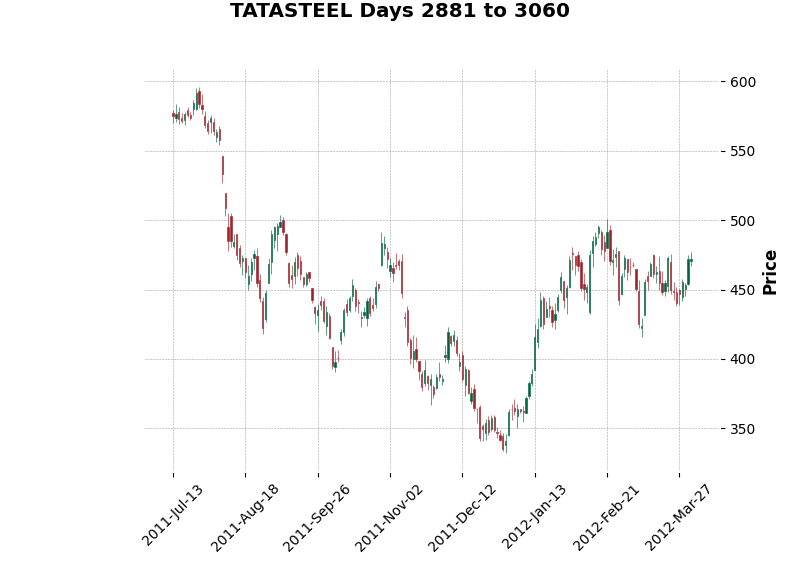 TATASTEEL Days 2881 to 3060
600
550
500
450
400
350
Price
2011-Jul-13
2011-Aug-18
2011-Sep-26
2011-Nov-02
2011-Dec-12
2012-Jan-13
2012-Feb-21
2012-Mar-27